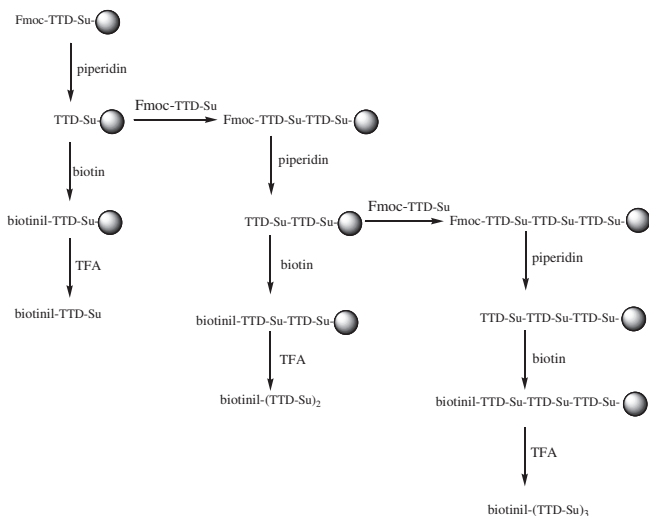 Fmoc-TTD-Su-
piperidin
TTD-Su-
Fmoc-TTD-Su
Fmoc-TTD-Su-TTD-Su-
biotin
piperidin
biotinil-TTD-Su-
TTD-Su-TTD-Su-
Fmoc-TTD-Su
Fmoc-TTD-Su-TTD-Su-TTD-Su-
TFA
biotin
piperidin
biotinil-TTD-Su
biotinil-TTD-Su-TTD-Su-
TTD-Su-TTD-Su-TTD-Su-
TFA
biotin
biotinil-(TTD-Su)₂
biotinil-TTD-Su-TTD-Su-TTD-Su-
TFA
biotinil-(TTD-Su)₃